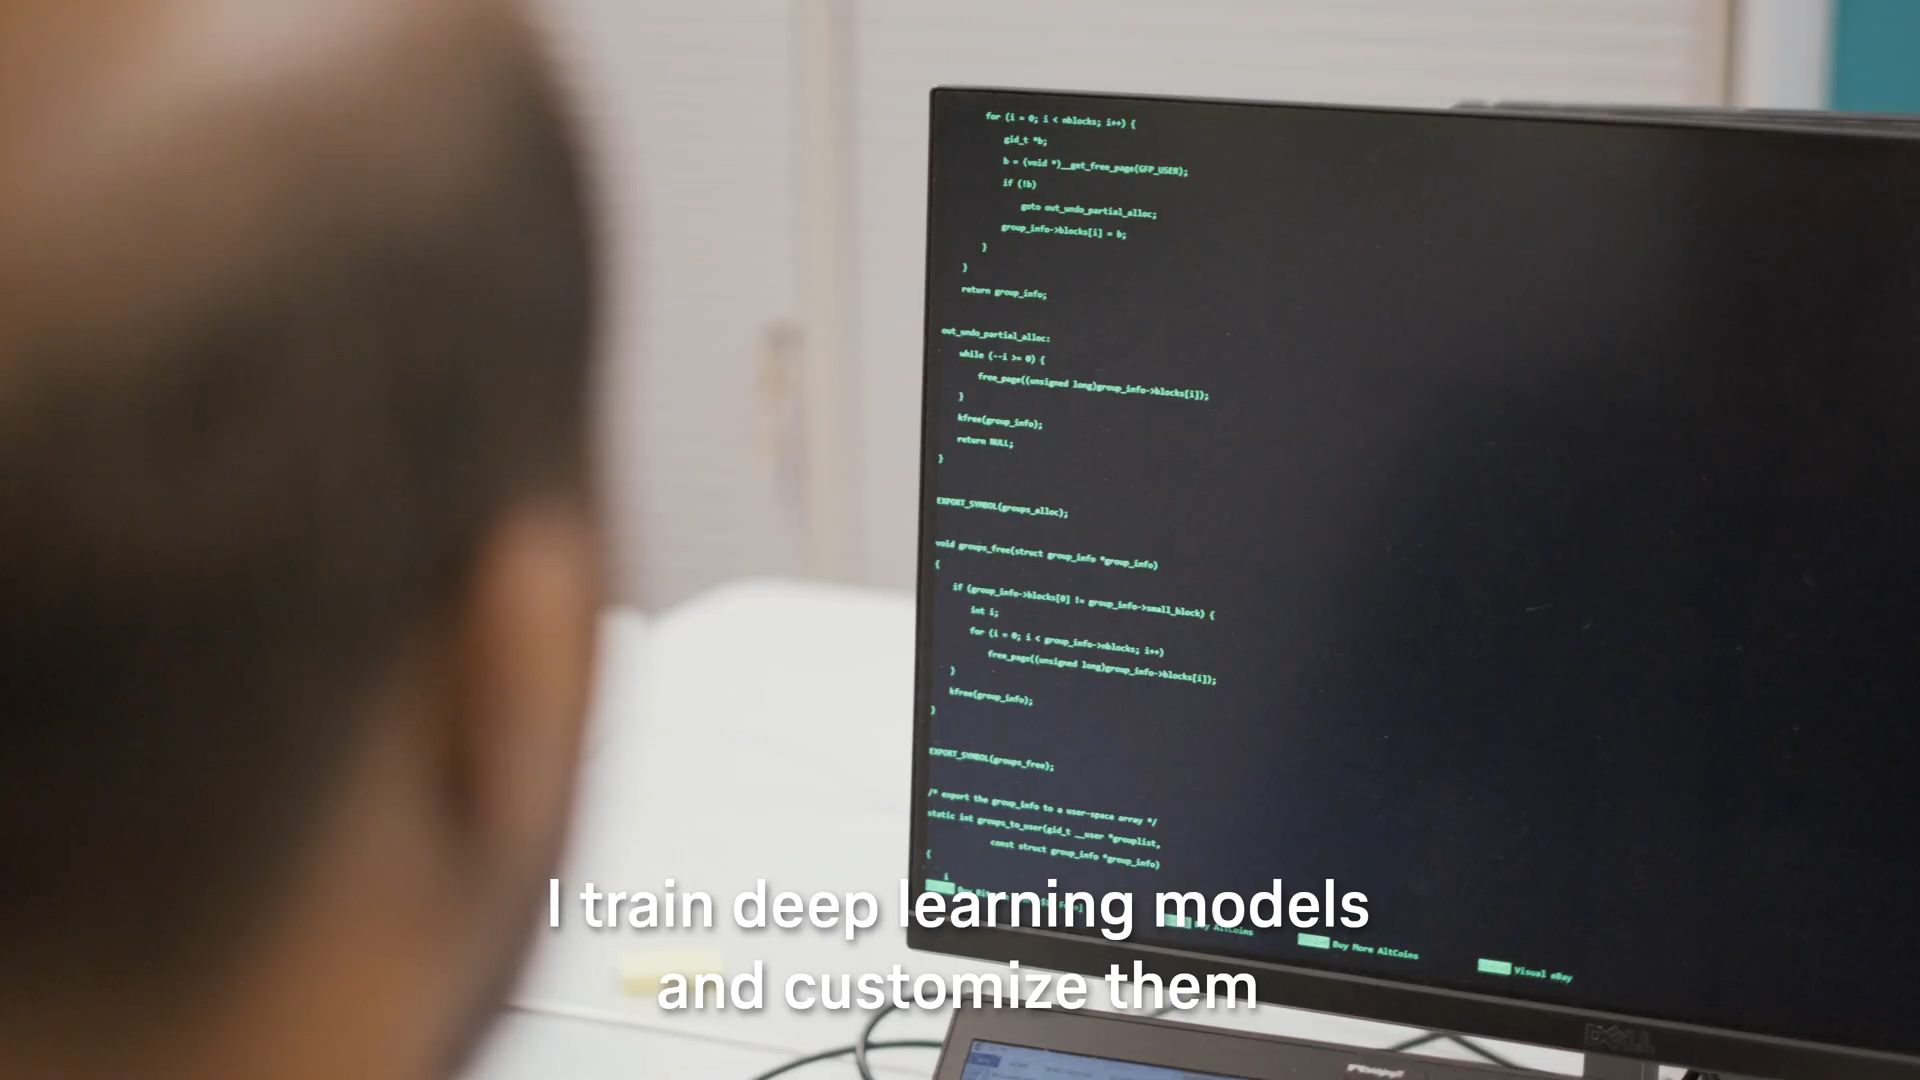 for (i = 0; i < nblocks; i++) {
gid_t *b;
b = (void *)__get_free_page(GFP_USER);
if (!b)
goto out_undo_partial_alloc;
group_info->blocks[i] = b;
}
}
return group_info;
out_undo_partial_alloc:
while (--i >= 0) {
free_page((unsigned long)group_info->blocks[i]);
}
kfree(group_info);
return NULL;
}
EXPORT_SYMBOL(groups_alloc);
void groups_free(struct group_info *group_info)
{
if (group_info->blocks[0] != group_info->small_block) {
int i;
for (i = 0; i < group_info->nblocks; i++)
free_page((unsigned long)group_info->blocks[i]);
}
kfree(group_info);
}
EXPORT_SYMBOL(groups_free);
/* export the group_info to a user-space array */
static int groups_to_user(gid_t __user *grouplist,
const struct group_info *group_info)
{
i
Buy AltCoins
Buy More AltCoins
Visual eBay
I train deep learning models
and customize them
DELL